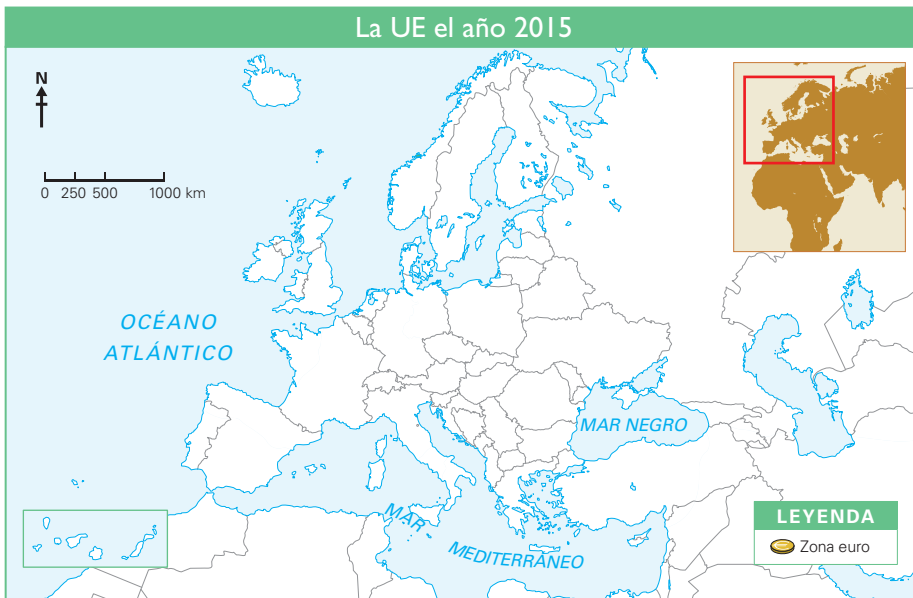 La UE el año 2015
N
0 250 500 1000 km
OCÉANO
ATLÁNTICO
MAR NEGRO
MAR
MEDITERRÁNEO
LEYENDA
Zona euro